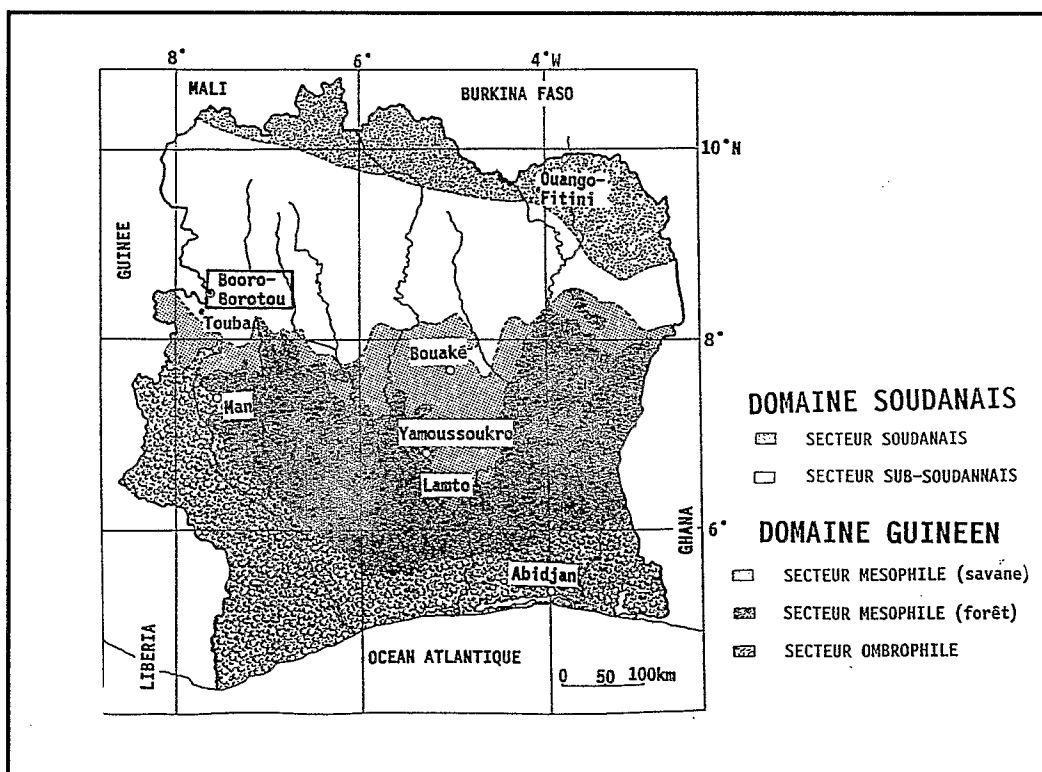 8°
6°
4°W
MALI
BURKINA FASO
10°N
Ouango-
Fitini
GUINEE
Booro-
Borotou
Touba
8°
Bouaké
Man
Yamoussoukro
Lamto
6°
GHANA
Abidjan
LIBERIA
OCEAN ATLANTIQUE
0 50 100km
DOMAINE SOUDANAIS
SECTEUR SOUDANAIS
SECTEUR SUB-SOUDANNAIS
DOMAINE GUINEEN
SECTEUR MESOPHILE (savane)
SECTEUR MESOPHILE (forêt)
SECTEUR OMBROPHILE